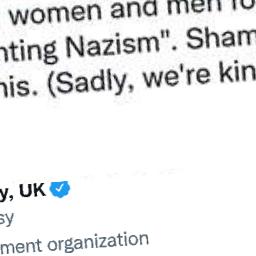 women and men fo
nting Nazism". Sham
his. (Sadly, we're kin
y, UK
sy
ment organization